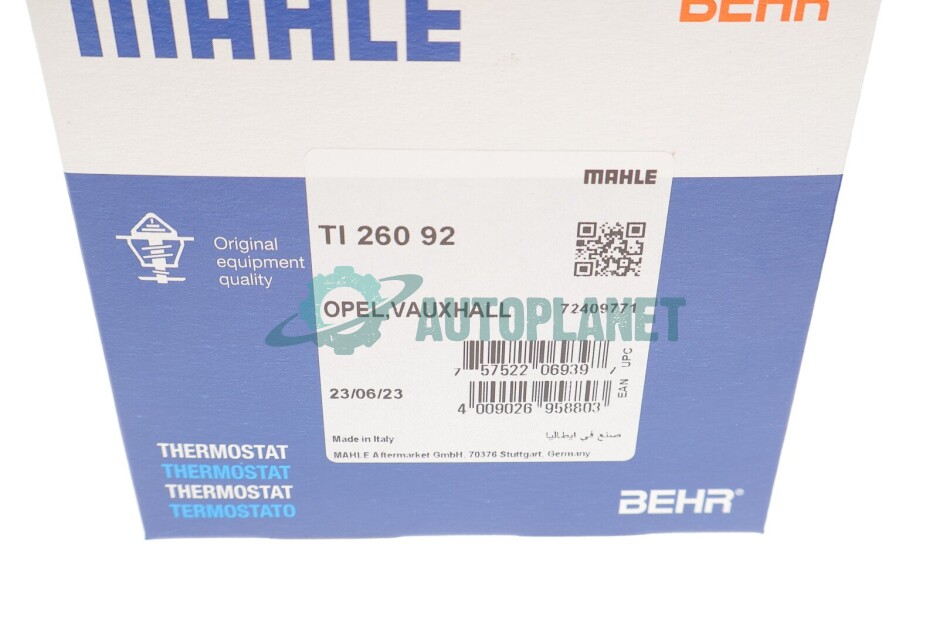 MAHLE
BEHR
MAHLE
TI 260 92
Original
equipment
quality
OPEL,VAUXHALL 72409771
AUTOPLANET
7 57522 06939 7
UPC
23/06/23
4 009026 958803
EAN
Made in Italy صنع في ايطاليا
MAHLE Aftermarket GmbH, 70376 Stuttgart, Germany
THERMOSTAT
THERMOSTAT
THERMOSTAT
TERMOSTATO
BEHR®